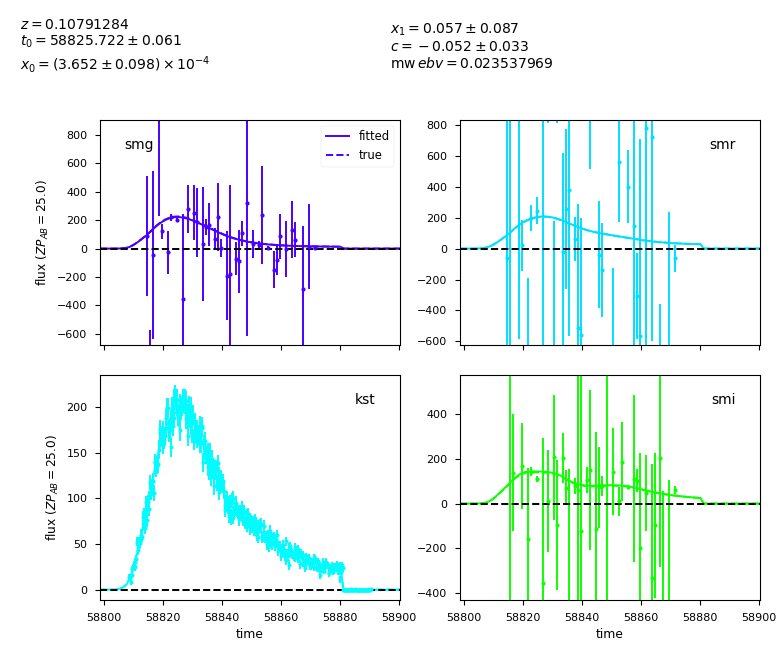 z = 0.10791284
t₀ = 58825.722 ± 0.061
x₀ = (3.652 ± 0.098) × 10⁻⁴
x₁ = 0.057 ± 0.087
c = −0.052 ± 0.033
mw ebv = 0.023537969
800
600
400
200
0
−200
−400
−600
flux (ZP_AB = 25.0)
smg
fitted
true
800
600
400
200
0
−200
−400
−600
smr
200
150
100
50
0
flux (ZP_AB = 25.0)
kst
58800 58820 58840 58860 58880 58900
time
400
200
0
−200
−400
smi
58800 58820 58840 58860 58880 58900
time